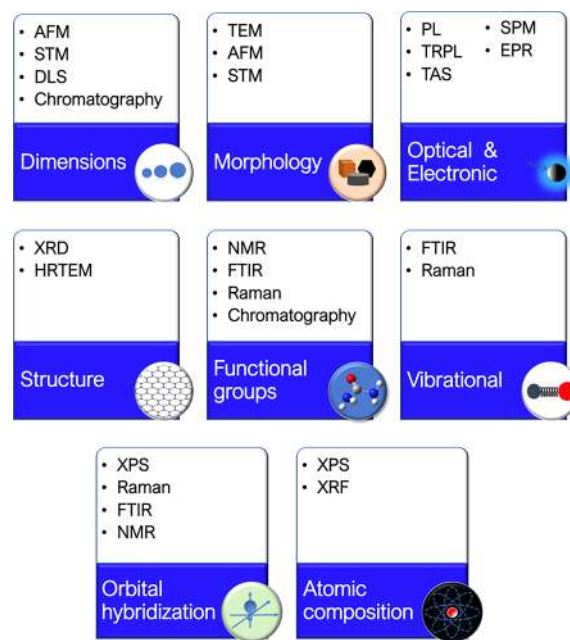 • AFM
• STM
• DLS
• Chromatography
Dimensions
• TEM
• AFM
• STM
Morphology
• PL
• TRPL
• TAS
• SPM
• EPR
Optical &
Electronic
• XRD
• HRTEM
Structure
• NMR
• FTIR
• Raman
• Chromatography
Functional
groups
• FTIR
• Raman
Vibrational
• XPS
• Raman
• FTIR
• NMR
Orbital
hybridization
• XPS
• XRF
Atomic
composition